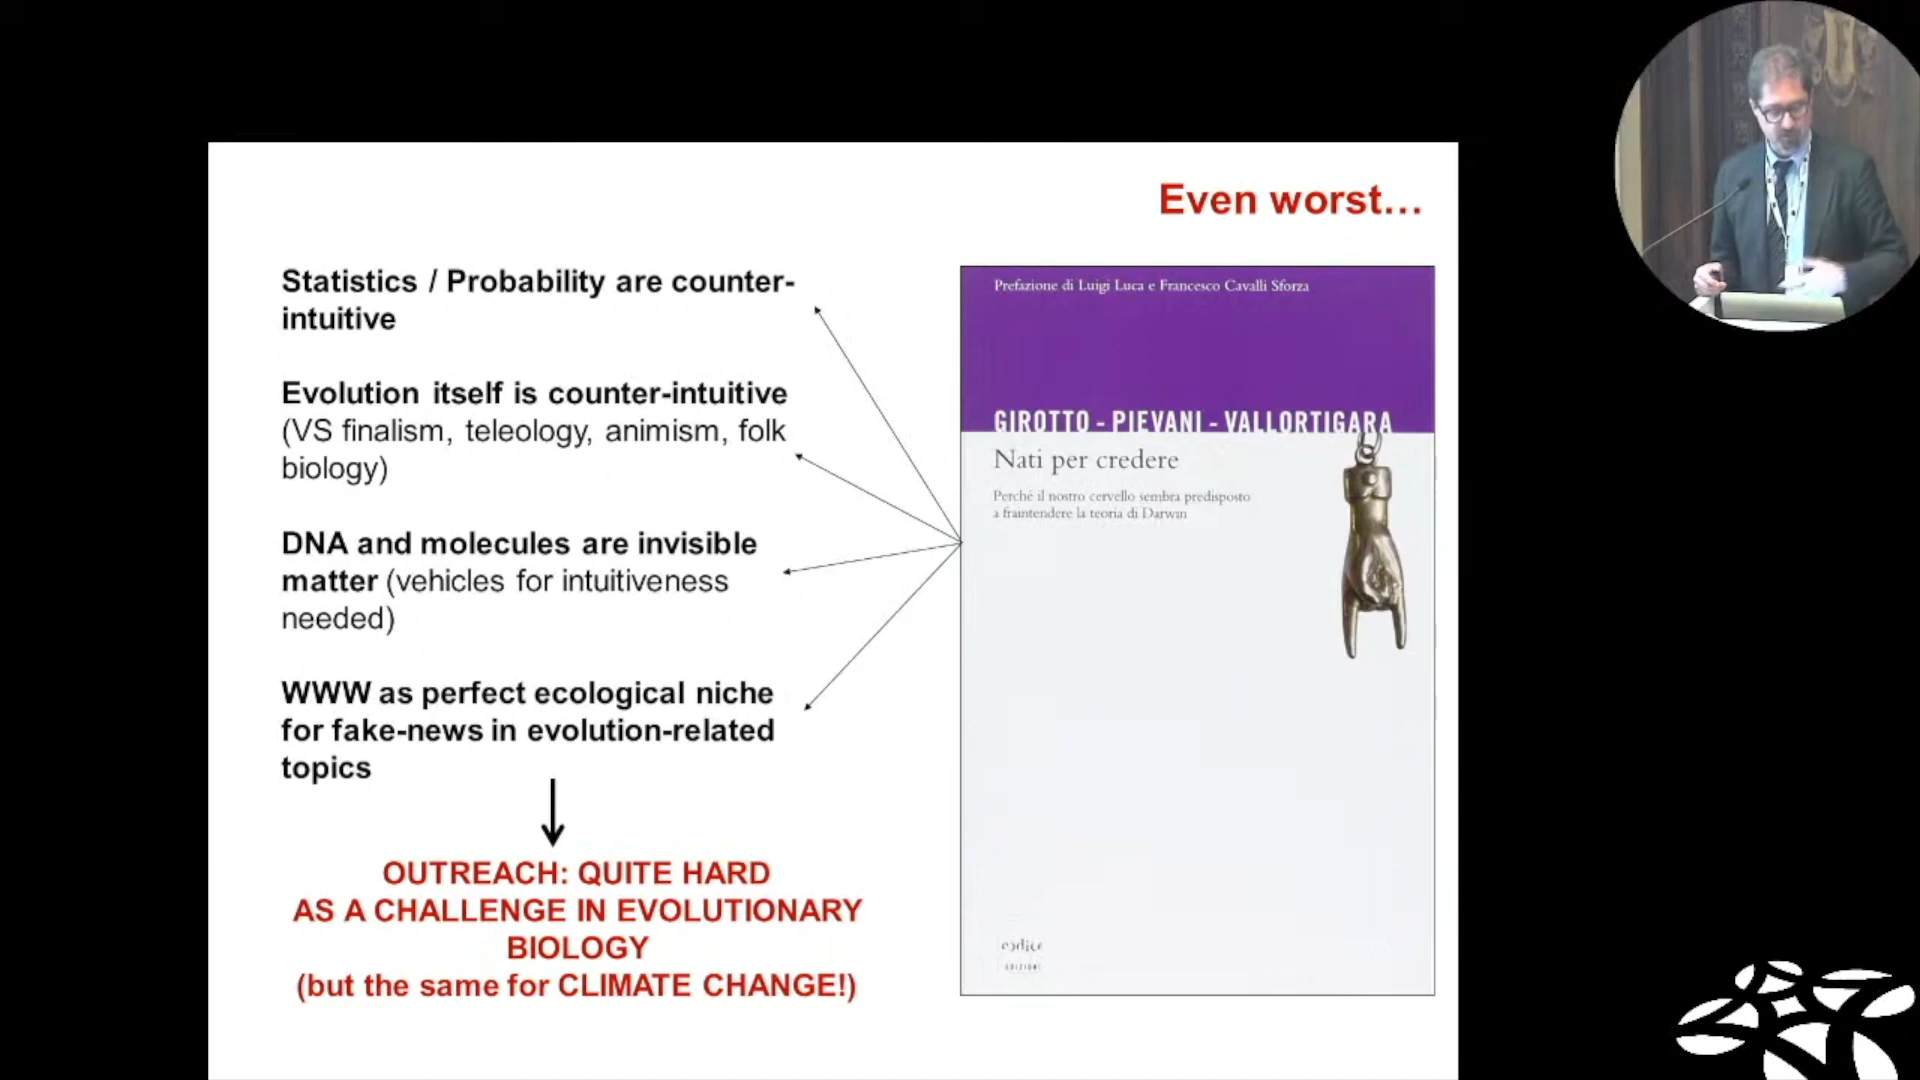 Even worst...
Statistics / Probability are counter-
intuitive
Evolution itself is counter-intuitive
(VS finalism, teleology, animism, folk
biology)
DNA and molecules are invisible
matter (vehicles for intuitiveness
needed)
WWW as perfect ecological niche
for fake-news in evolution-related
topics
OUTREACH: QUITE HARD
AS A CHALLENGE IN EVOLUTIONARY
BIOLOGY
(but the same for CLIMATE CHANGE!)
Prefazione di Luigi Luca e Francesco Cavalli Sforza
GIROTTO - PIEVANI - VALLORTIGARA
Nati per credere
Perché il nostro cervello sembra predisposto
a fraintendere la teoria di Darwin
codice
EDIZIONI